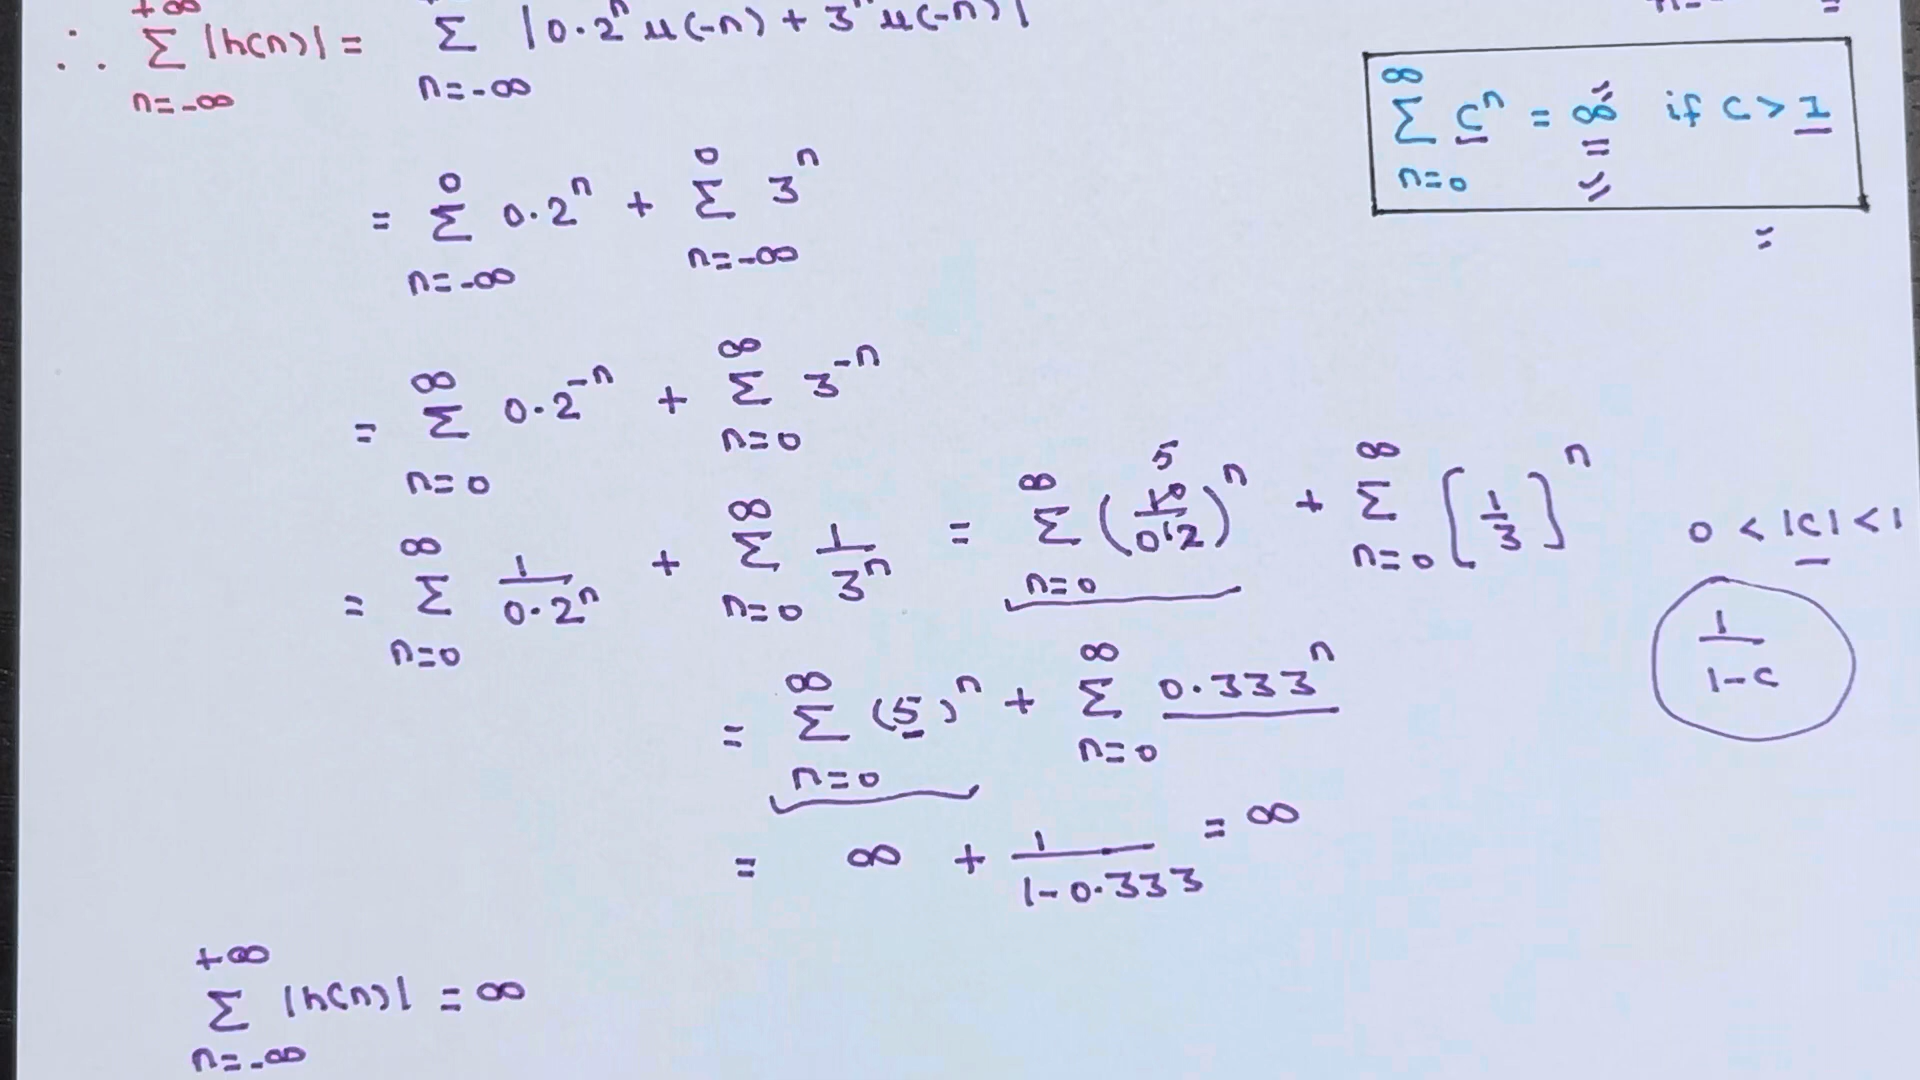 ∴ +∞ Σ n=-∞ |h(n)| = Σ n=-∞ |0.2ⁿ u(-n) + 3ⁿ u(-n)|
∞ Σ n=0 cⁿ = ∞ if c > 1
= 0 Σ n=-∞ 0.2ⁿ + 0 Σ n=-∞ 3ⁿ
=
= ∞ Σ n=0 0.2⁻ⁿ + ∞ Σ n=0 3⁻ⁿ
= ∞ Σ n=0 1/0.2ⁿ + ∞ Σ n=0 1/3ⁿ = ∞ Σ n=0 (5 10/0.2)ⁿ + ∞ Σ n=0 [1/3]ⁿ
0 < |c| < 1
1/1-c
= ∞ Σ n=0 (5)ⁿ + ∞ Σ n=0 0.333ⁿ
= ∞ + 1/1-0.333 = ∞
+∞ Σ n=-∞ |h(n)| = ∞